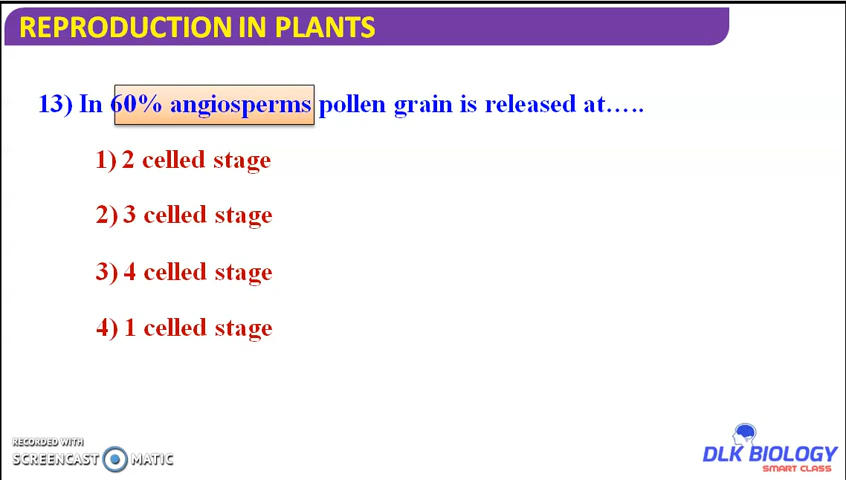 REPRODUCTION IN PLANTS
13) In 60% angiosperms pollen grain is released at.....
1) 2 celled stage
2) 3 celled stage
3) 4 celled stage
4) 1 celled stage
RECORDED WITH
SCREENCAST MATIC
DLK BIOLOGY
SMART CLASS